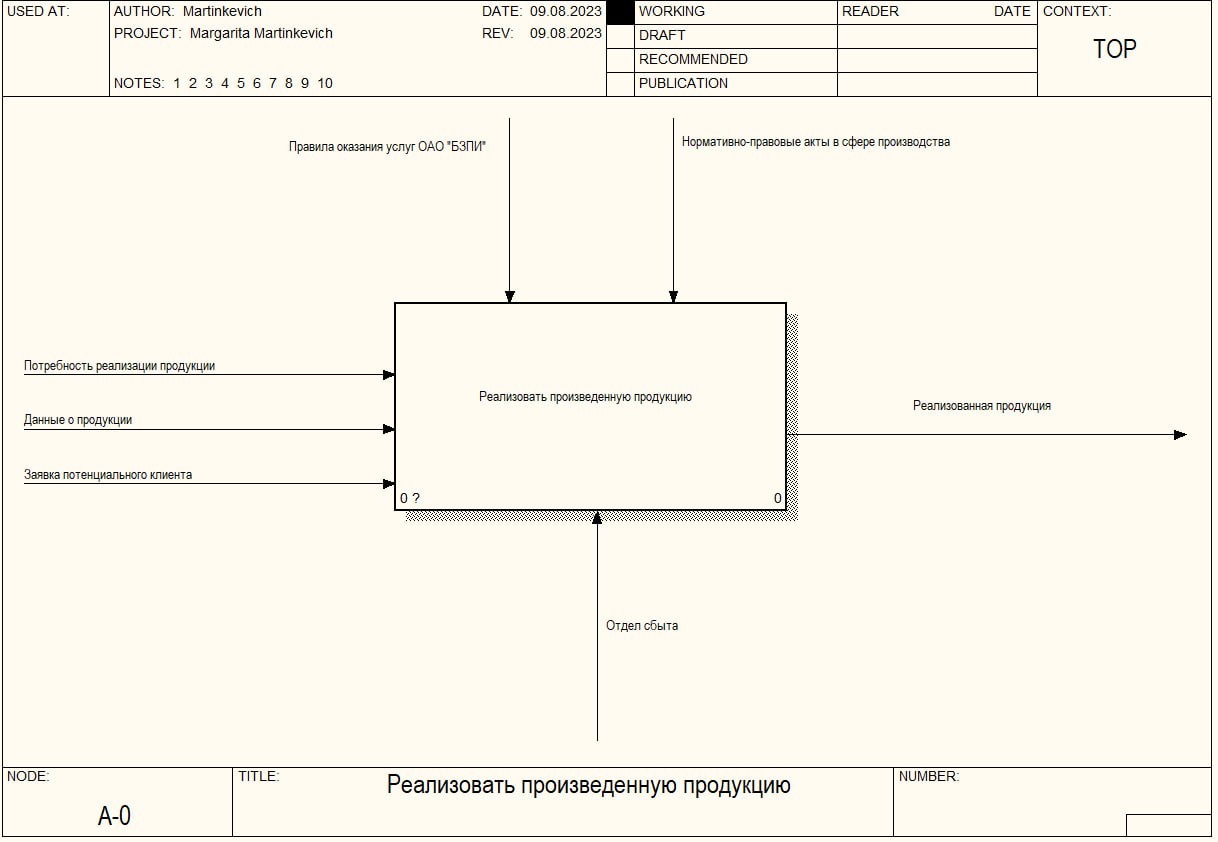 USED AT:
AUTHOR: Martinkevich
DATE: 09.08.2023
PROJECT: Margarita Martinkevich
REV: 09.08.2023
NOTES: 1 2 3 4 5 6 7 8 9 10
WORKING
DRAFT
RECOMMENDED
PUBLICATION
READER DATE
CONTEXT:
TOP
Правила оказания услуг ОАО "БЗПИ"
Нормативно-правовые акты в сфере производства
Потребность реализации продукции
Данные о продукции
Заявка потенциального клиента
Реализовать произведенную продукцию
0 ? 0
Реализованная продукция
Отдел сбыта
NODE:
A-0
TITLE:
Реализовать произведенную продукцию
NUMBER: